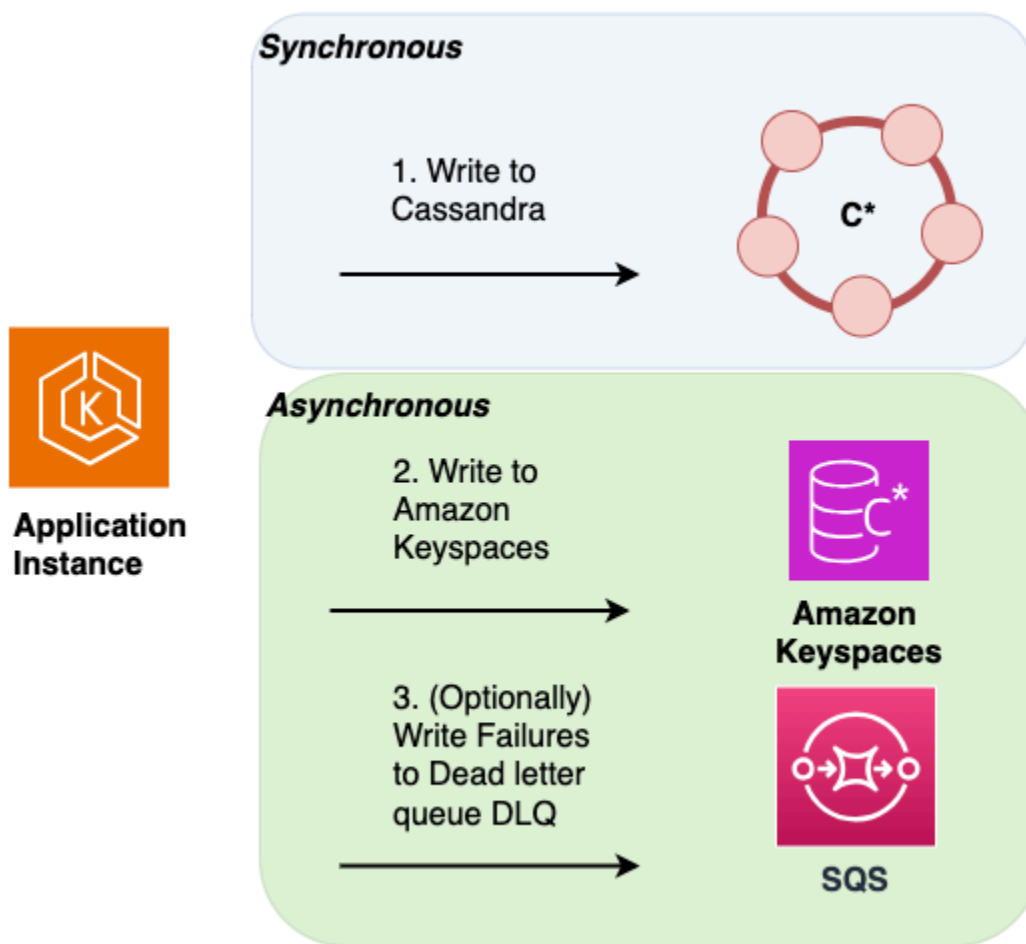 Synchronous
1. Write to
Cassandra
C*
K
Application
Instance
Asynchronous
2. Write to
Amazon
Keyspaces
C*
Amazon
Keyspaces
3. (Optionally)
Write Failures
to Dead letter
queue DLQ
SQS